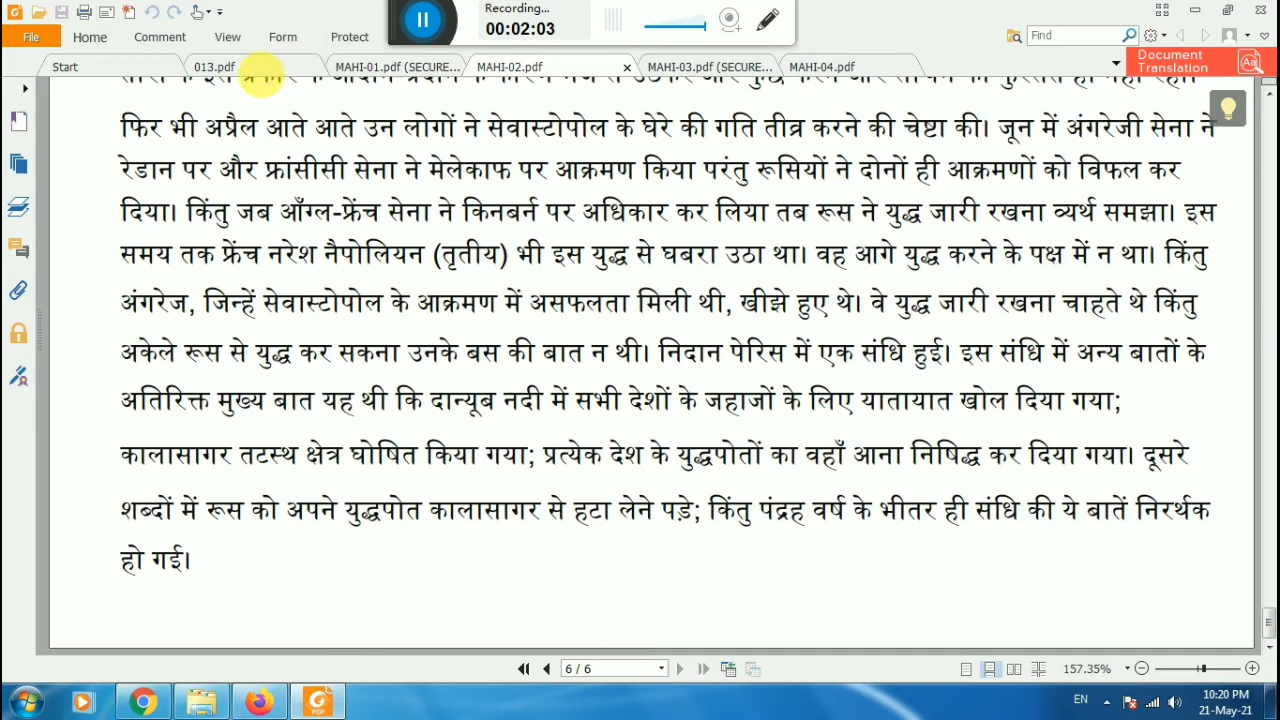 Recording...
00:02:03
File Home Comment View Form Protect
Find
Start 013.pdf MAHI-01.pdf (SECURE... MAHI-02.pdf MAHI-03.pdf (SECURE... MAHI-04.pdf
Document
Translation
फिर भी अप्रैल आते आते उन लोगों ने सेवास्टोपोल के घेरे की गति तीव्र करने की चेष्टा की। जून में अंगरेजी सेना ने
रेडान पर और फ्रांसीसी सेना ने मेलेकाफ पर आक्रमण किया परंतु रूसियों ने दोनों ही आक्रमणों को विफल कर
दिया। किंतु जब आँग्ल-फ्रेंच सेना ने किनबर्न पर अधिकार कर लिया तब रूस ने युद्ध जारी रखना व्यर्थ समझा। इस
समय तक फ्रेंच नरेश नैपोलियन (तृतीय) भी इस युद्ध से घबरा उठा था। वह आगे युद्ध करने के पक्ष में न था। किंतु
अंगरेज, जिन्हें सेवास्टोपोल के आक्रमण में असफलता मिली थी, खीझे हुए थे। वे युद्ध जारी रखना चाहते थे किंतु
अकेले रूस से युद्ध कर सकना उनके बस की बात न थी। निदान पेरिस में एक संधि हुई। इस संधि में अन्य बातों के
अतिरिक्त मुख्य बात यह थी कि दान्यूब नदी में सभी देशों के जहाजों के लिए यातायात खोल दिया गया;
कालासागर तटस्थ क्षेत्र घोषित किया गया; प्रत्येक देश के युद्धपोतों का वहाँ आना निषिद्ध कर दिया गया। दूसरे
शब्दों में रूस को अपने युद्धपोत कालासागर से हटा लेने पड़े; किंतु पंद्रह वर्ष के भीतर ही संधि की ये बातें निरर्थक
हो गई।
6 / 6
157.35%
EN
10:20 PM
21-May-21